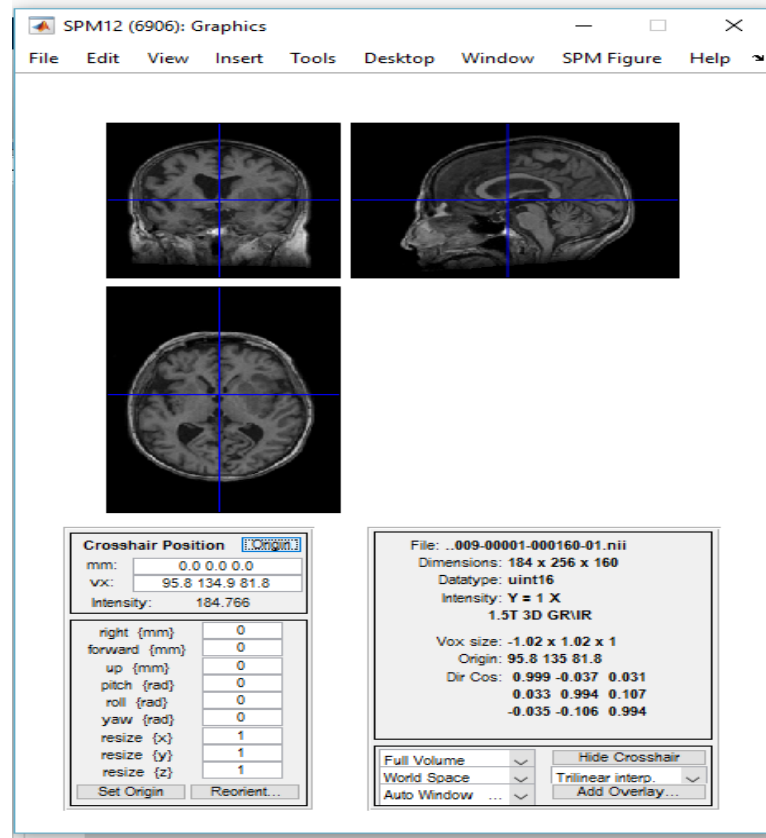 SPM12 (6906): Graphics
File Edit View Insert Tools Desktop Window SPM Figure Help
Crosshair Position Origin
mm: 0.0 0.0 0.0
vx: 95.8 134.9 81.8
Intensity: 184.766
right {mm} 0
forward {mm} 0
up {mm} 0
pitch {rad} 0
roll {rad} 0
yaw {rad} 0
resize {x} 1
resize {y} 1
resize {z} 1
Set Origin Reorient...
File: ..009-00001-000160-01.nii
Dimensions: 184 x 256 x 160
Datatype: uint16
Intensity: Y = 1 X
1.5T 3D GR\IR
Vox size: -1.02 x 1.02 x 1
Origin: 95.8 135 81.8
Dir Cos: 0.999 -0.037 0.031
0.033 0.994 0.107
-0.035 -0.106 0.994
Full Volume Hide Crosshair
World Space Trilinear interp.
Auto Window ... Add Overlay...